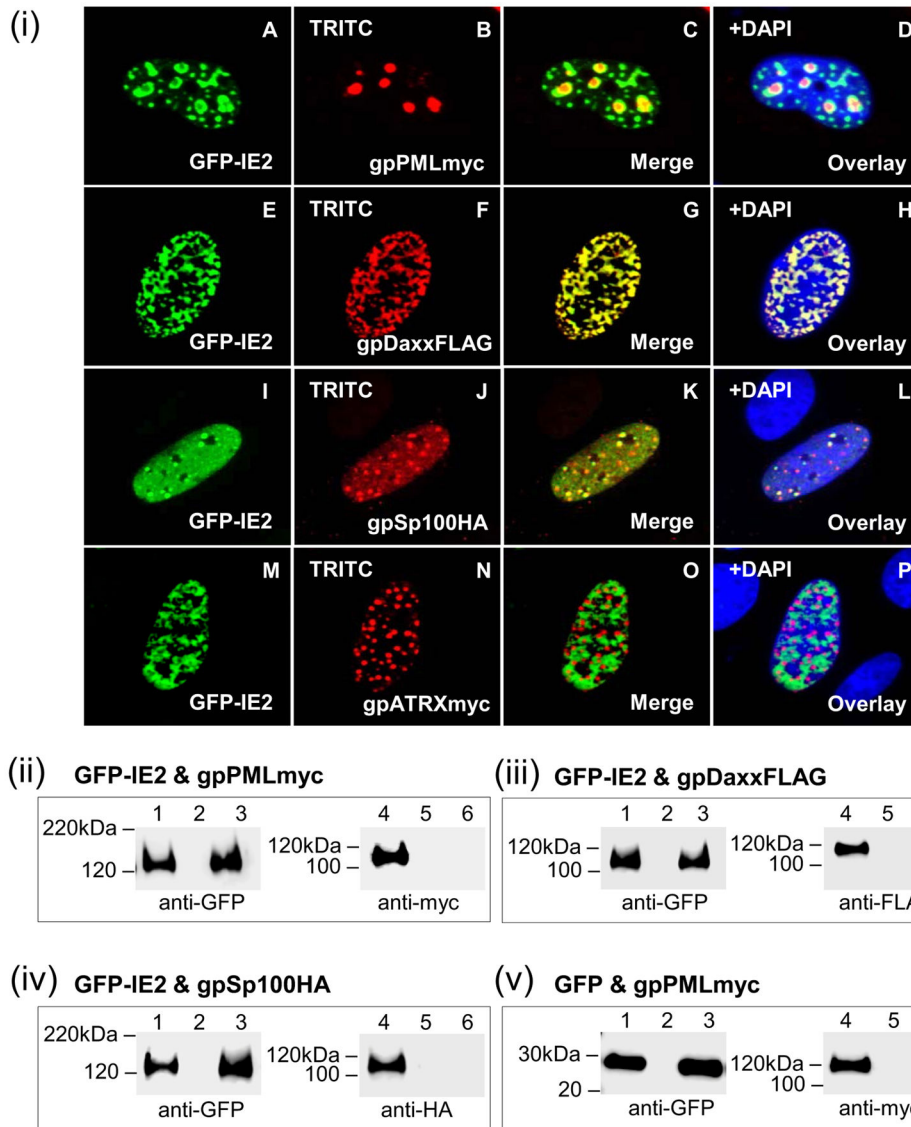 (i)
A TRITC B C +DAPI D
GFP-IE2 gpPMLmyc Merge Overlay
E TRITC F G +DAPI H
GFP-IE2 gpDaxxFLAG Merge Overlay
I TRITC J K +DAPI L
GFP-IE2 gpSp100HA Merge Overlay
M TRITC N O +DAPI P
GFP-IE2 gpATRXmyc Merge Overlay
(ii) GFP-IE2 & gpPMLmyc
1 2 3 4 5 6
220kDa
120
120kDa
100
anti-GFP anti-myc
(iii) GFP-IE2 & gpDaxxFLAG
1 2 3 4 5
120kDa
100
120kDa
100
anti-GFP anti-FLA
(iv) GFP-IE2 & gpSp100HA
1 2 3 4 5 6
220kDa
120
120kDa
100
anti-GFP anti-HA
(v) GFP & gpPMLmyc
1 2 3 4 5
30kDa
20
120kDa
100
anti-GFP anti-my